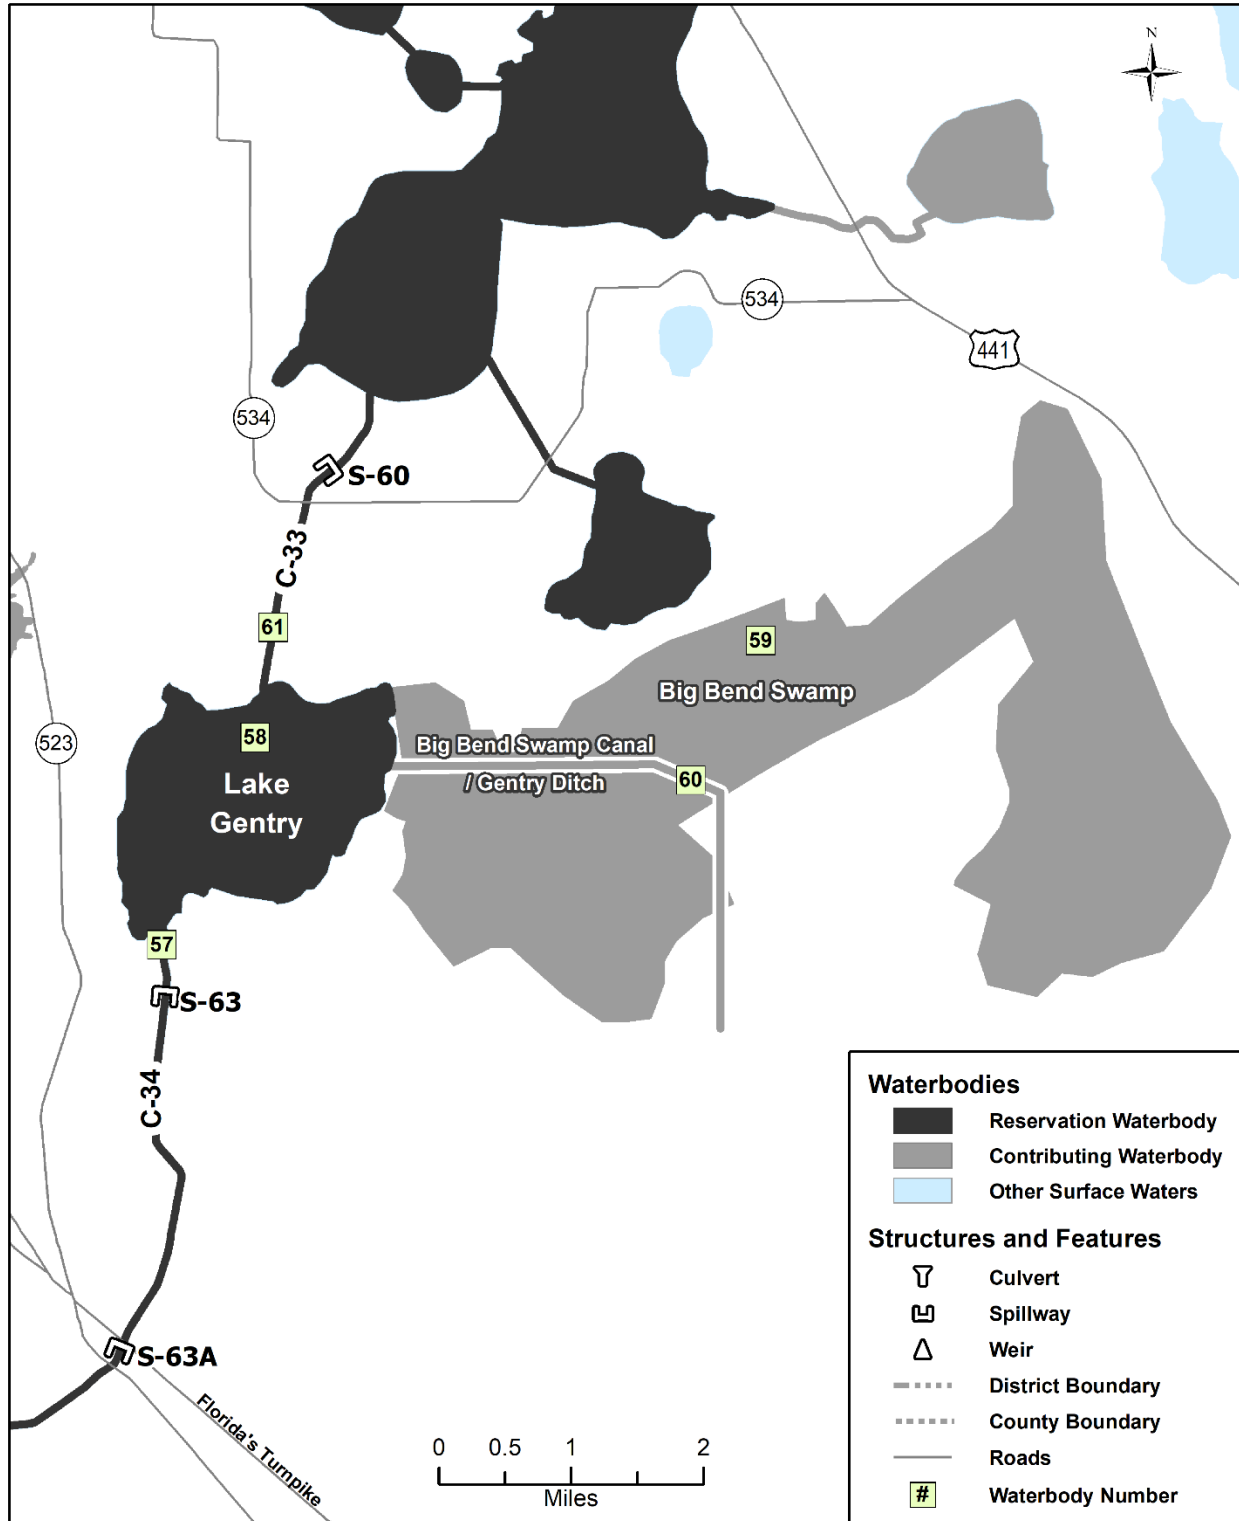 N
534
441
534
S-60
C-33
61
59
Big Bend Swamp
58
523
Big Bend Swamp Canal
/ Gentry Ditch
60
Lake
Gentry
57
S-63
C-34
S-63A
Florida's Turnpike
0 0.5 1 2
Miles
Waterbodies
Reservation Waterbody
Contributing Waterbody
Other Surface Waters
Structures and Features
Culvert
Spillway
Weir
District Boundary
County Boundary
Roads
# Waterbody Number